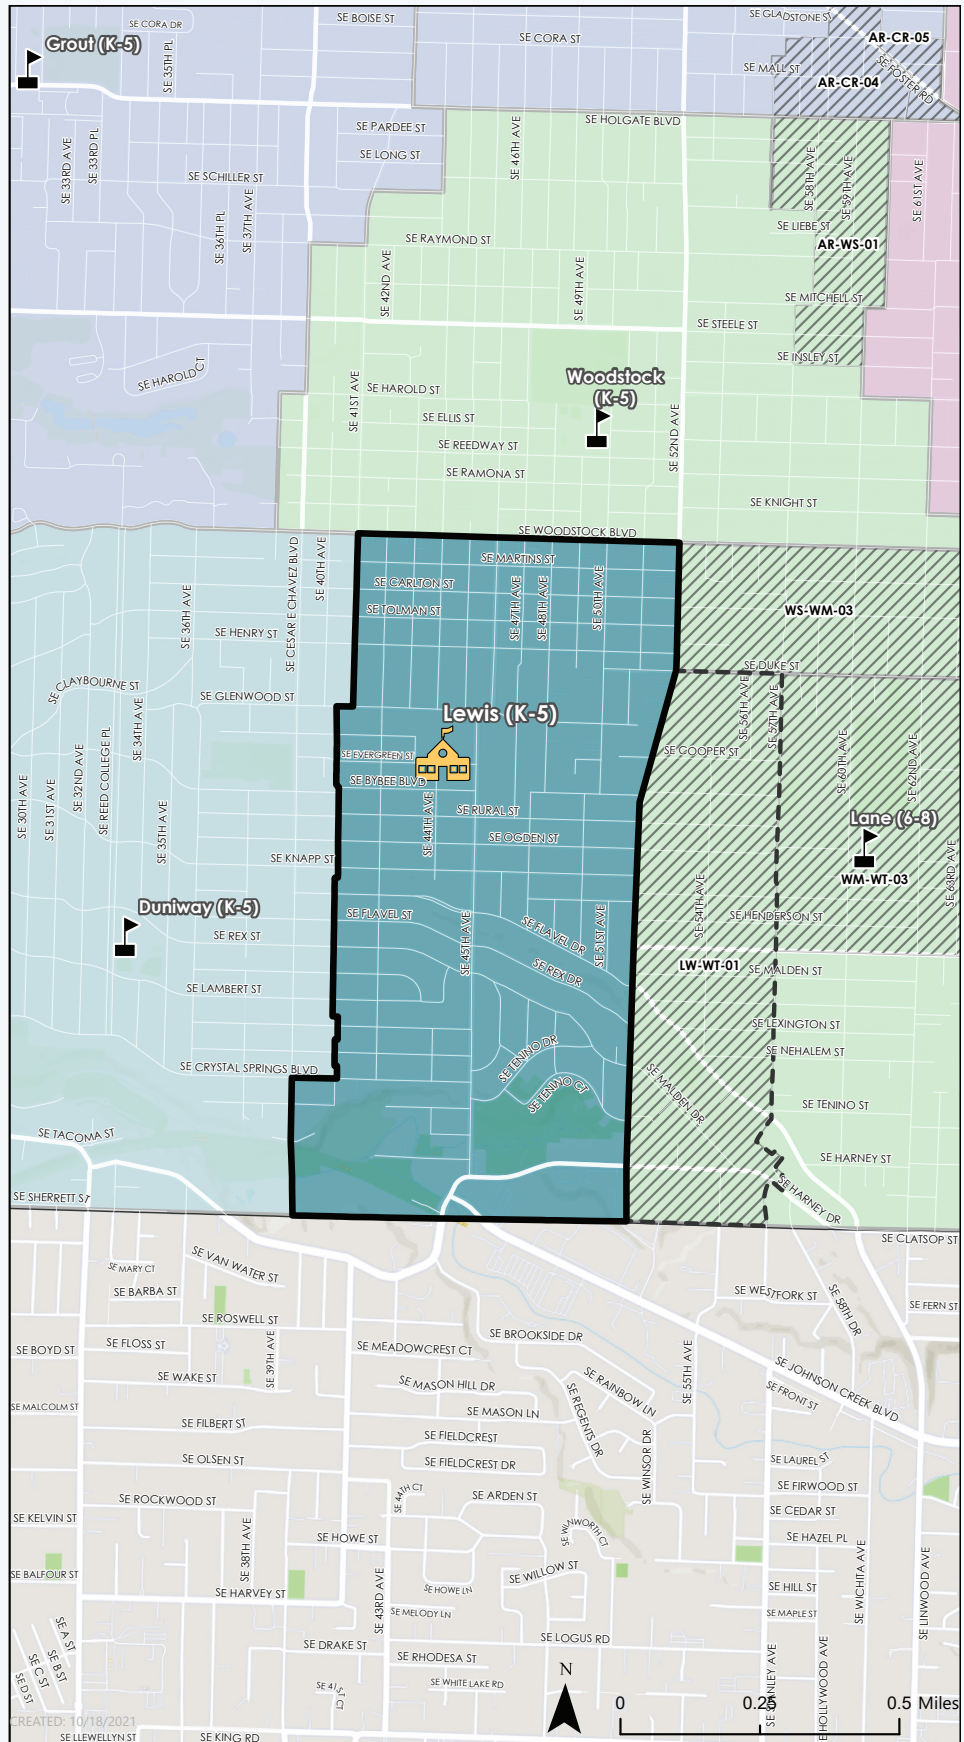 SE BOISE ST
SE GLADSTONE ST
SE CORA DR
SE CORA ST
AR-CR-05
Grout (K-5)
SE 35TH PL
SE MALL ST
SE FOSTER RD
AR-CR-04
SE HOLGATE BLVD
SE PARDEE ST
SE 46TH AVE
SE LONG ST
SE 33RD AVE
SE 33RD PL
SE SCHILLER ST
SE 58TH AVE
SE 59TH AVE
SE 61ST AVE
SE 36TH PL
SE 37TH AVE
SE RAYMOND ST
SE LIEBE ST
AR-WS-01
SE 42ND AVE
SE 49TH AVE
SE MITCHELL ST
SE STEELE ST
SE INSLEY ST
SE HAROLD CT
Woodstock
(K-5)
SE 41ST AVE
SE HAROLD ST
SE ELLIS ST
SE 52ND AVE
SE REEDWAY ST
SE RAMONA ST
SE KNIGHT ST
SE WOODSTOCK BLVD
SE CESAR E CHAVEZ BLVD
SE 40TH AVE
SE MARTINS ST
SE CARLTON ST
SE 47TH AVE
SE 48TH AVE
SE 50TH AVE
SE TOLMAN ST
WS-WM-03
SE 36TH AVE
SE HENRY ST
SE DUKE ST
SE CLAYBOURNE ST
SE GLENWOOD ST
SE 56TH AVE
SE 57TH AVE
SE 34TH AVE
Lewis (K-5)
SE 30TH AVE
SE 31ST AVE
SE 32ND AVE
SE REED COLLEGE PL
SE EVERGREEN ST
SE COOPER ST
SE 60TH AVE
SE 62ND AVE
SE BYBEE BLVD
SE 35TH AVE
SE 44TH AVE
SE RURAL ST
Lane (6-8)
SE OGDEN ST
SE KNAPP ST
SE 63RD AVE
WM-WT-03
Duniway (K-5)
SE FLAVEL ST
SE 54TH AVE
SE HENDERSON ST
SE REX ST
SE 45TH AVE
SE FLAVEL DR
SE 51ST AVE
SE REX DR
LW-WT-01
SE MALDEN ST
SE LAMBERT ST
SE LEXINGTON ST
SE NEHALEM ST
SE CRYSTAL SPRINGS BLVD
SE TENINO DR
SE TENINO CT
SE MALDEN DR
SE TENINO ST
SE TACOMA ST
SE HARNEY ST
SE SHERRETT ST
SE HARNEY DR
SE CLATSOP ST
SE VAN WATER ST
SE MARY CT
SE BARBA ST
SE WESTFORK ST
SE 58TH DR
SE FERN ST
SE ROSWELL ST
SE BOYD ST
SE FLOSS ST
SE 39TH AVE
SE MEADOWCREST CT
SE BROOKSIDE DR
SE 55TH AVE
SE WAKE ST
SE MASON HILL DR
SE RAINBOW LN
SE JOHNSON CREEK BLVD
SE FRONT ST
SE MALCOLM ST
SE MASON LN
SE REGENTS DR
SE FILBERT ST
SE FIELDCREST
SE WINSOR DR
SE OLSEN ST
SE FIELDCREST DR
SE LAUREL ST
SE FIRWOOD ST
SE ROCKWOOD ST
SE 44TH CT
SE ARDEN ST
SE CEDAR ST
SE KELVIN ST
SE HOWE ST
SE WINWORTH CT
SE HAZEL PL
SE 38TH AVE
SE BALFOUR ST
SE HARVEY ST
SE 43RD AVE
SE HOWE LN
SE WILLOW ST
SE HILL ST
SE WICHITA AVE
SE LINWOOD AVE
SE A ST
SE B ST
SE C ST
SE D ST
SE MELODY LN
SE MAPLE ST
SE DRAKE ST
SE LOGUS RD
SE RHODESA ST
SE WHITE LAKE RD
SE 41ST CT
SE STANLEY AVE
SE HOLLYWOOD AVE
N
0
0.25
0.5 Miles
CREATED: 10/18/2021
SE LLEWELLYN ST
SE KING RD